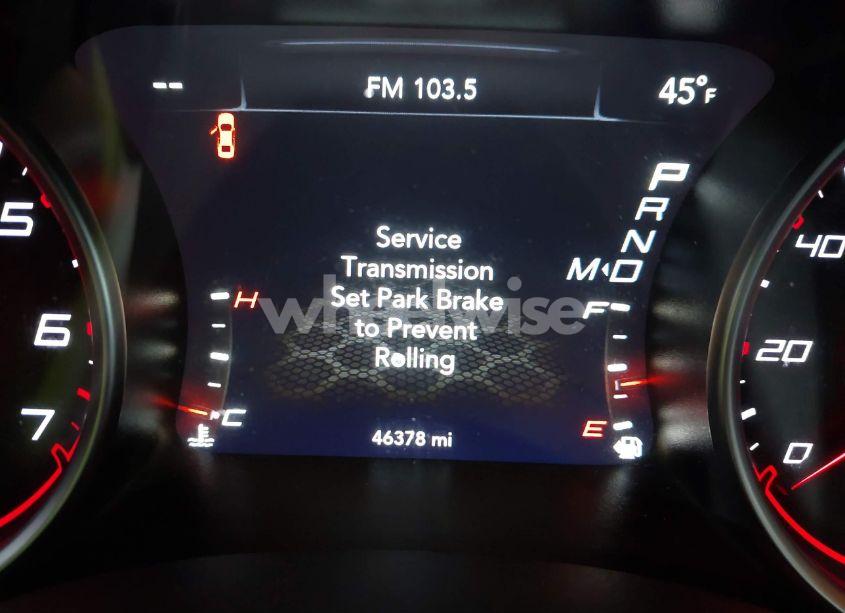 -- FM 103.5 45°F
P
R
N
M◂D
Service
Transmission
Set Park Brake
to Prevent
Rolling
H
F
C
E
46378 mi
5
6
7
40
20
0
wheelwise